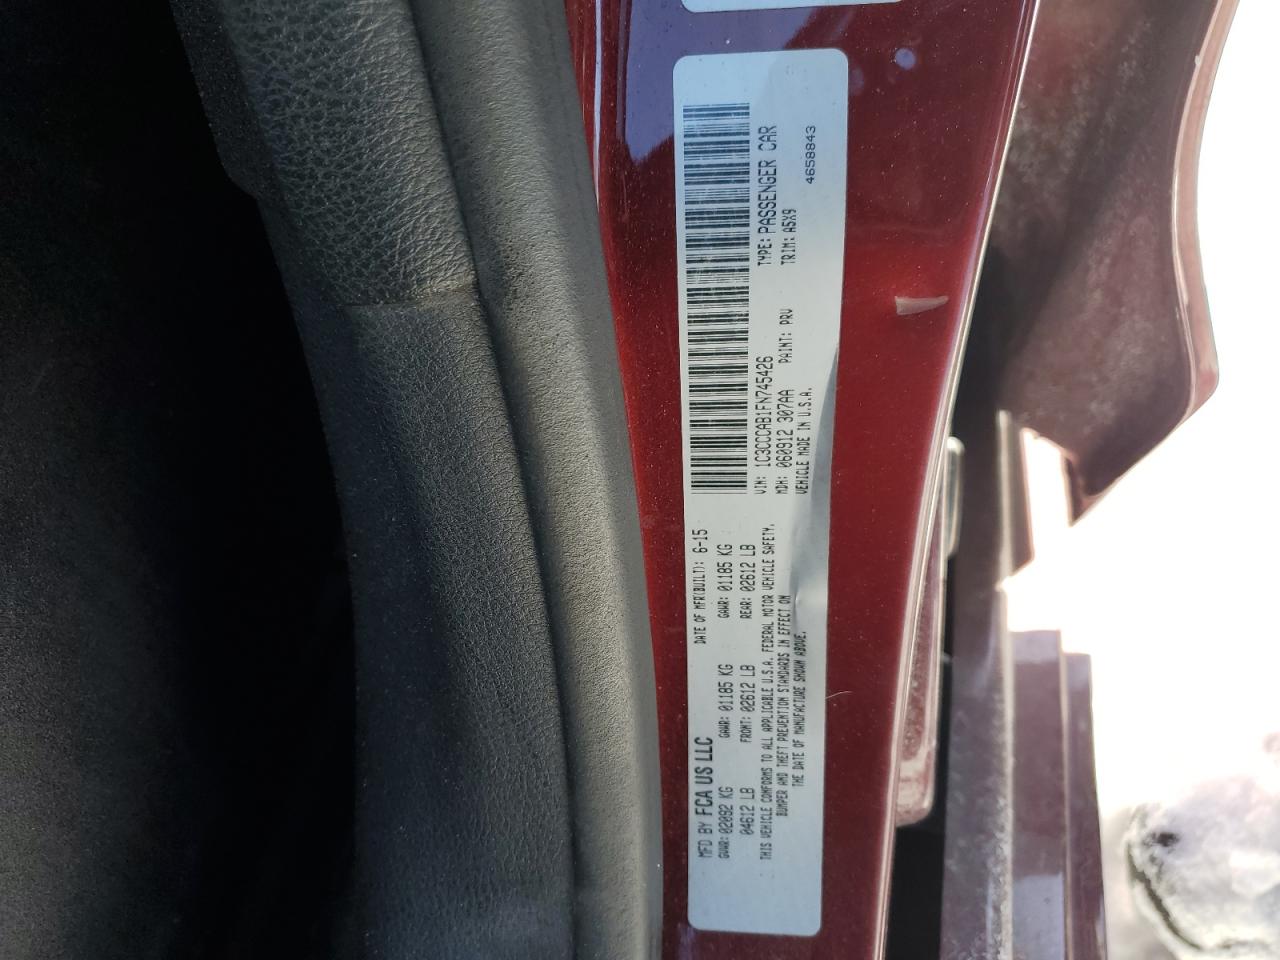 MFD BY FCA US LLC
DATE OF MFR(BUILT): 6-15
GVWR: 02092 KG
GAWR: 01185 KG
GAWR: 01185 KG
04612 LB
FRONT: 02612 LB
REAR: 02612 LB
THIS VEHICLE CONFORMS TO ALL APPLICABLE U.S.A. FEDERAL MOTOR VEHICLE SAFETY,
BUMPER AND THEFT PREVENTION STANDARDS IN EFFECT ON
THE DATE OF MANUFACTURE SHOWN ABOVE.
VIN: 1C3CCCAB1FN745426
TYPE: PASSENGER CAR
MDH: 060912 307AA
PAINT: PRV
TRIM: A5X9
VEHICLE MADE IN U.S.A.
4658843